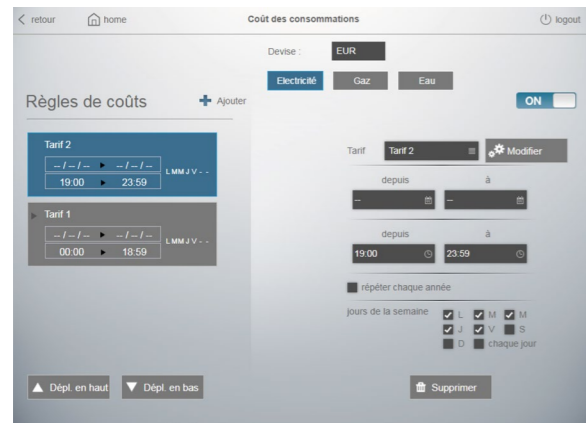 retour home Coût des consommations logout
Devise : EUR
Electricité Gaz Eau
Règles de coûts Ajouter ON
Tarif 2
-- / -- / -- -- / -- / --
19:00 23:59 L M M J V - -
Tarif 1
-- / -- / -- -- / -- / --
00:00 18:59 L M M J V - -
Tarif Tarif 2 Modifier
depuis à
-- --
depuis à
19:00 23:59
répéter chaque année
jours de la semaine L M M
J V S
D chaque jour
Dépl. en haut Dépl. en bas Supprimer